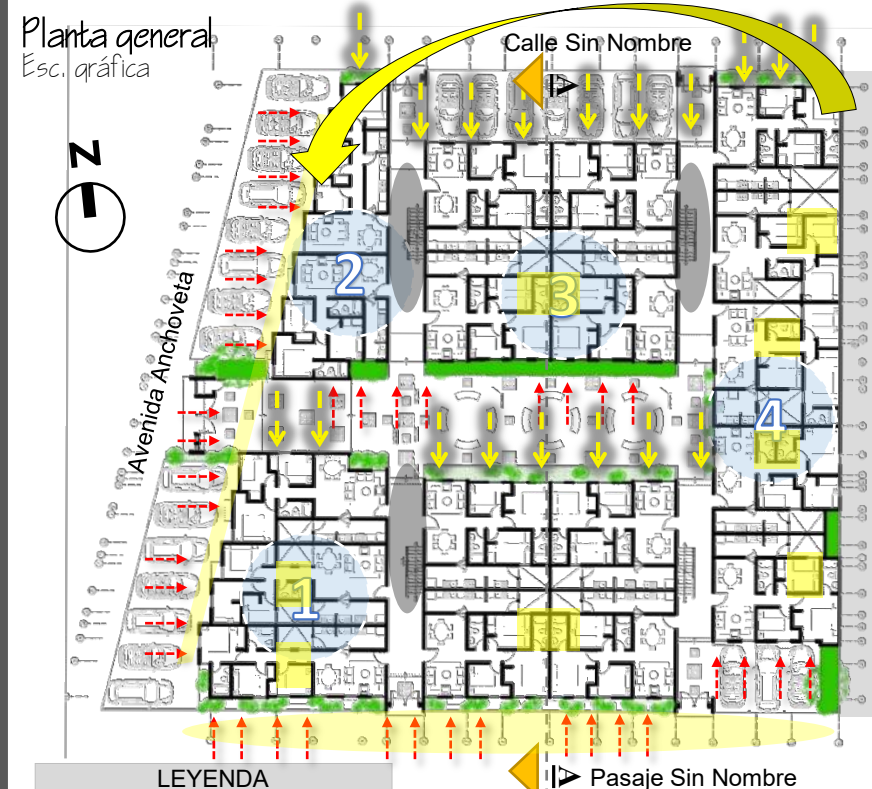 Planta general
Esc. gráfica
Calle Sin Nombre
A
N
Avenida Anchoveta
2
3
4
1
LEYENDA
A
Pasaje Sin Nombre